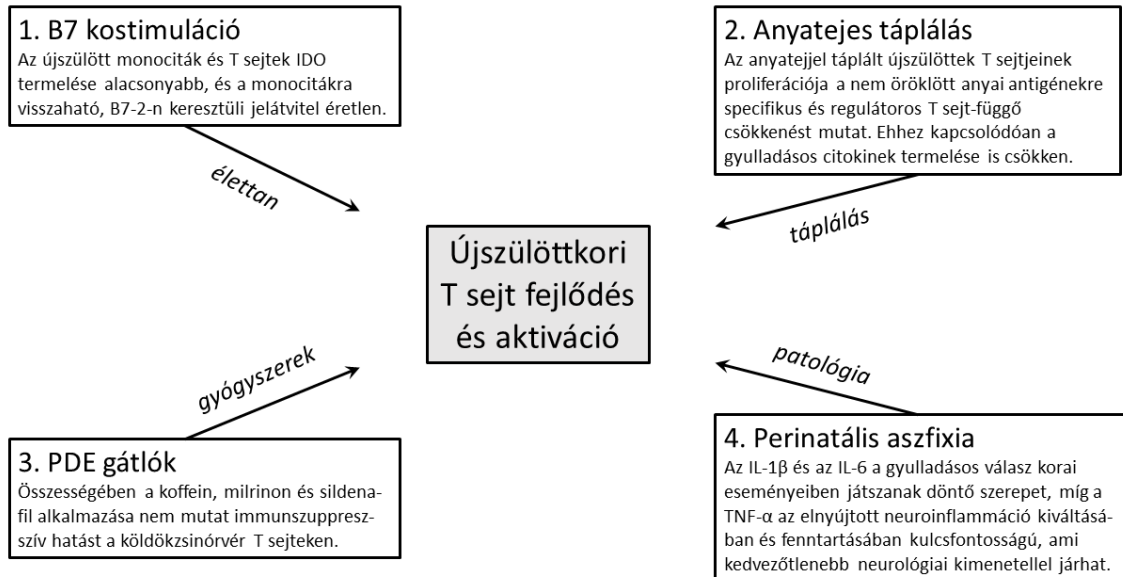 1. B7 kostimuláció
Az újszülött monociták és T sejtek IDO
termelése alacsonyabb, és a monocitákra
visszaható, B7-2-n keresztüli jelátvitel éretlen.
élettan
2. Anyatejes táplálás
Az anyatejjel táplált újszülöttek T sejtjeinek
proliferációja a nem öröklött anyai antigénekre
specifikus és regulátoros T sejt-függő
csökkenést mutat. Ehhez kapcsolódóan a
gyulladásos citokinek termelése is csökken.
táplálás
Újszülöttkori
T sejt fejlődés
és aktiváció
gyógyszerek
3. PDE gátlók
Összességében a koffein, milrinon és sildena-
fil alkalmazása nem mutat immunszuppresz-
szív hatást a köldökzsinórvér T sejteken.
patológia
4. Perinatális aszfixia
Az IL-1β és az IL-6 a gyulladásos válasz korai
eseményeiben játszanak döntő szerepet, míg a
TNF-α az elnyújtott neuroinflammáció kiváltásá-
ban és fenntartásában kulcsfontosságú, ami
kedvezőtlenebb neurológiai kimenetellel járhat.